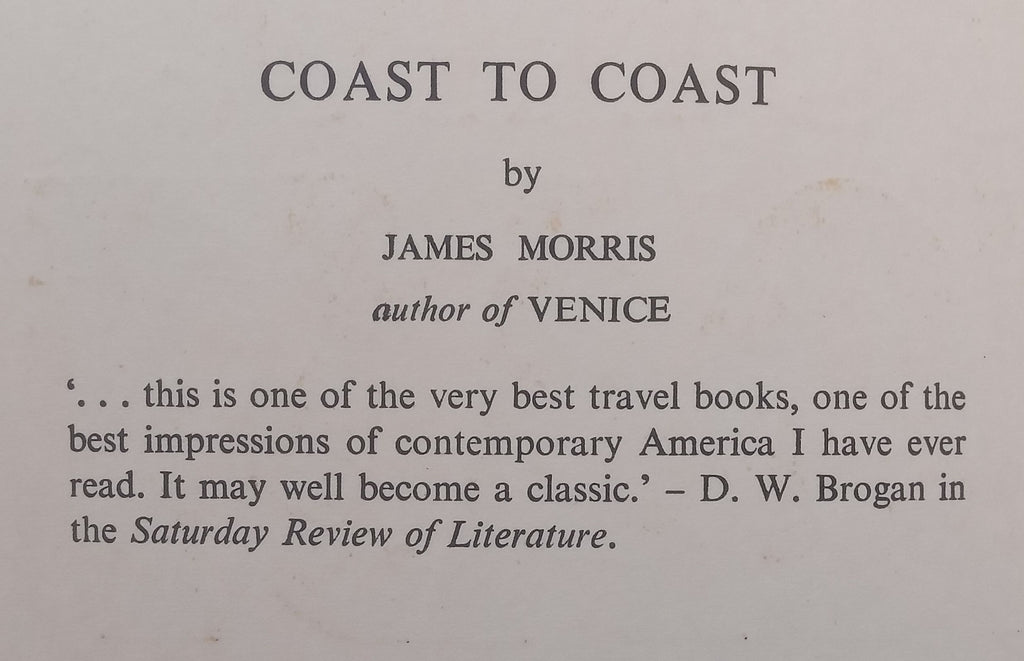 COAST TO COAST
by
JAMES MORRIS
author of VENICE
‘. . . this is one of the very best travel books, one of the
best impressions of contemporary America I have ever
read. It may well become a classic.’ – D. W. Brogan in
the Saturday Review of Literature.